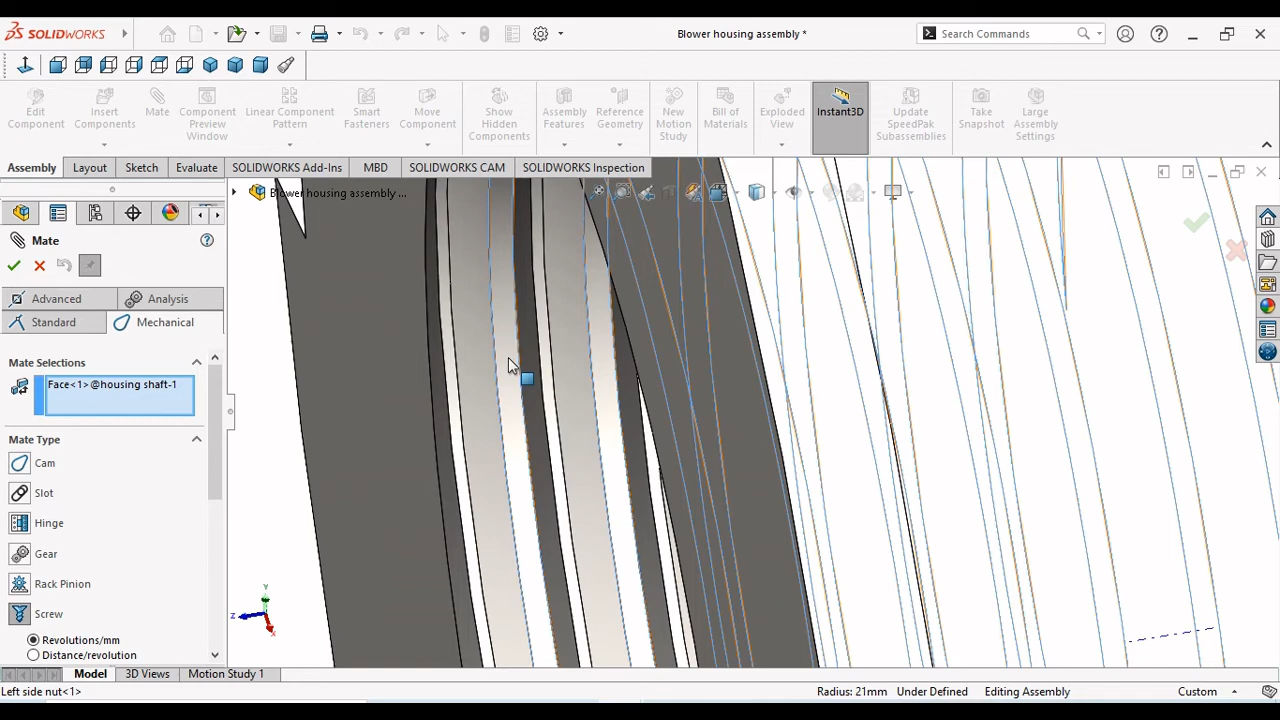 SOLIDWORKS
Blower housing assembly *
Search Commands
Edit Component
Insert Components
Mate
Component Preview Window
Linear Component Pattern
Smart Fasteners
Move Component
Show Hidden Components
Assembly Features
Reference Geometry
New Motion Study
Bill of Materials
Exploded View
Instant3D
Update SpeedPak Subassemblies
Take Snapshot
Large Assembly Settings
Assembly Layout Sketch Evaluate SOLIDWORKS Add-Ins MBD SOLIDWORKS CAM SOLIDWORKS Inspection
Blower housing assembly ...
Mate
Advanced Analysis
Standard Mechanical
Mate Selections
Face<1>@housing shaft-1
Mate Type
Cam
Slot
Hinge
Gear
Rack Pinion
Screw
Revolutions/mm
Distance/revolution
Y
Z
X
Model 3D Views Motion Study 1
Left side nut<1> Radius: 21mm Under Defined Editing Assembly Custom